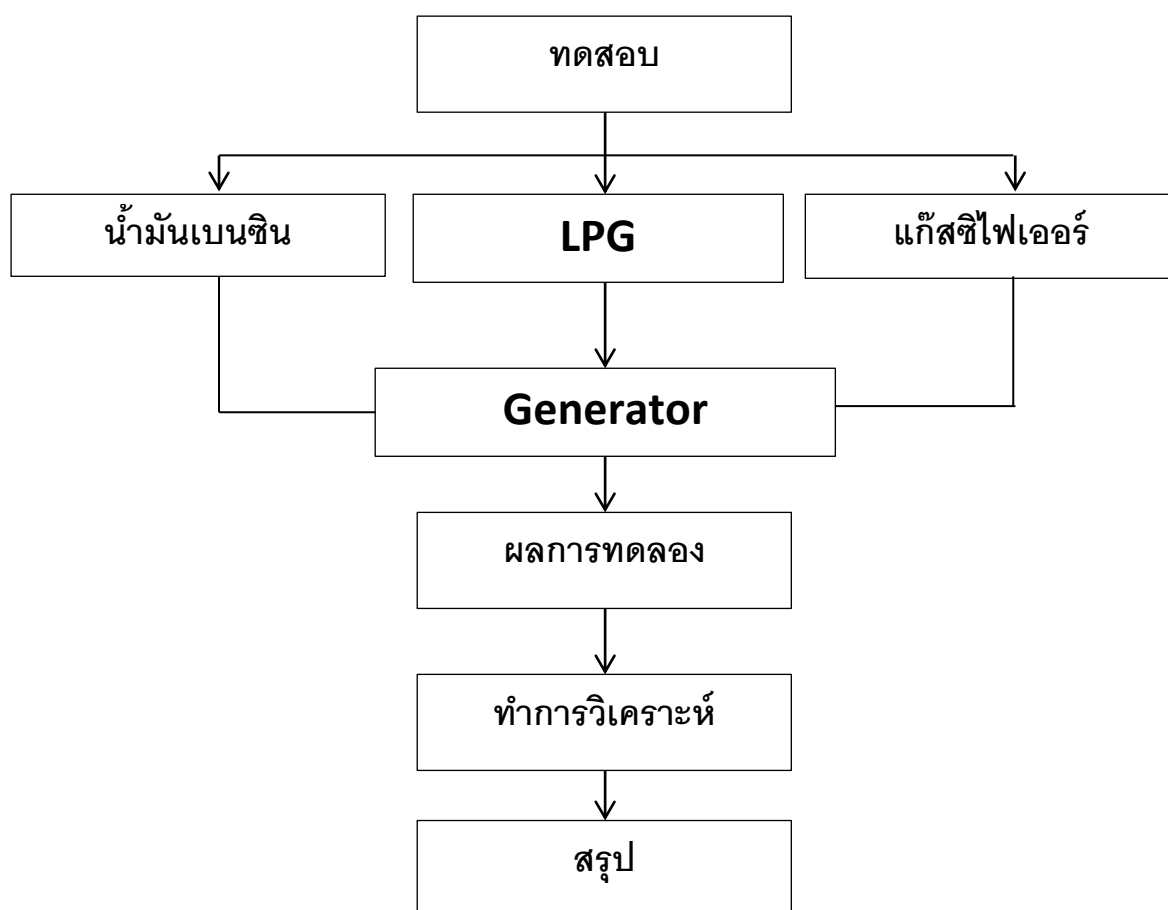 ทดสอบ
น้ำมันเบนซิน
LPG
แก๊สซิไฟเออร์
Generator
ผลการทดลอง
ทำการวิเคราะห์
สรุป